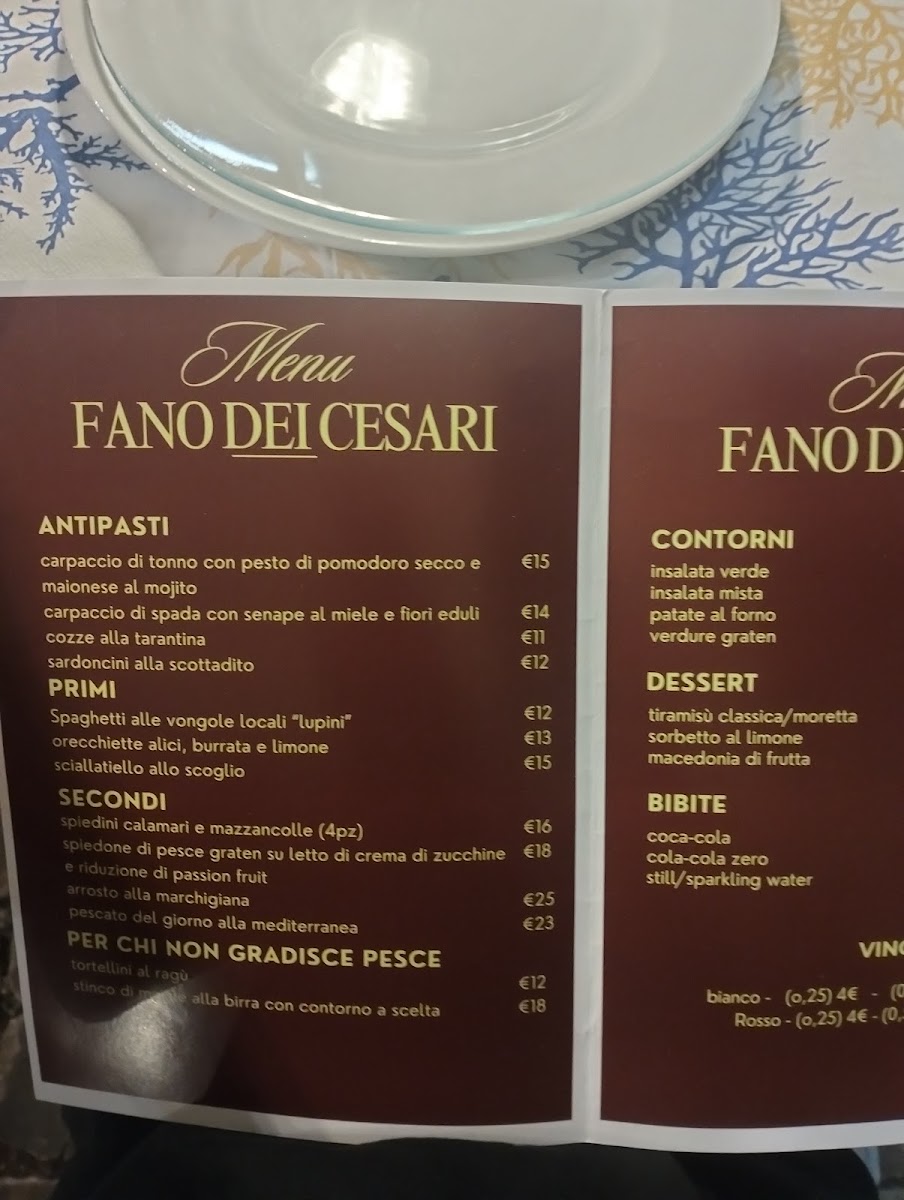 Menu
FANO DEI CESARI
ANTIPASTI
carpaccio di tonno con pesto di pomodoro secco e €15
maionese al mojito
carpaccio di spada con senape al miele e fiori eduli €14
cozze alla tarantina €11
sardoncini alla scottadito €12
PRIMI
Spaghetti alle vongole locali "lupini" €12
orecchiette alici, burrata e limone €13
sciallatiello allo scoglio €15
SECONDI
spiedini calamari e mazzancolle (4pz) €16
spiedone di pesce graten su letto di crema di zucchine €18
e riduzione di passion fruit
arrosto alla marchigiana €25
pescato del giorno alla mediterranea €23
PER CHI NON GRADISCE PESCE
tortellini al ragù €12
stinco di alla birra con contorno a scelta €18
FANO
CONTORNI
insalata verde
insalata mista
patate al forno
verdure graten
DESSERT
tiramisù classica/moretta
sorbetto al limone
macedonia di frutta
BIBITE
coca-cola
cola-cola zero
still/sparkling water
bianco - (0,25) 4€ -
Rosso - (0,25) 4€ -